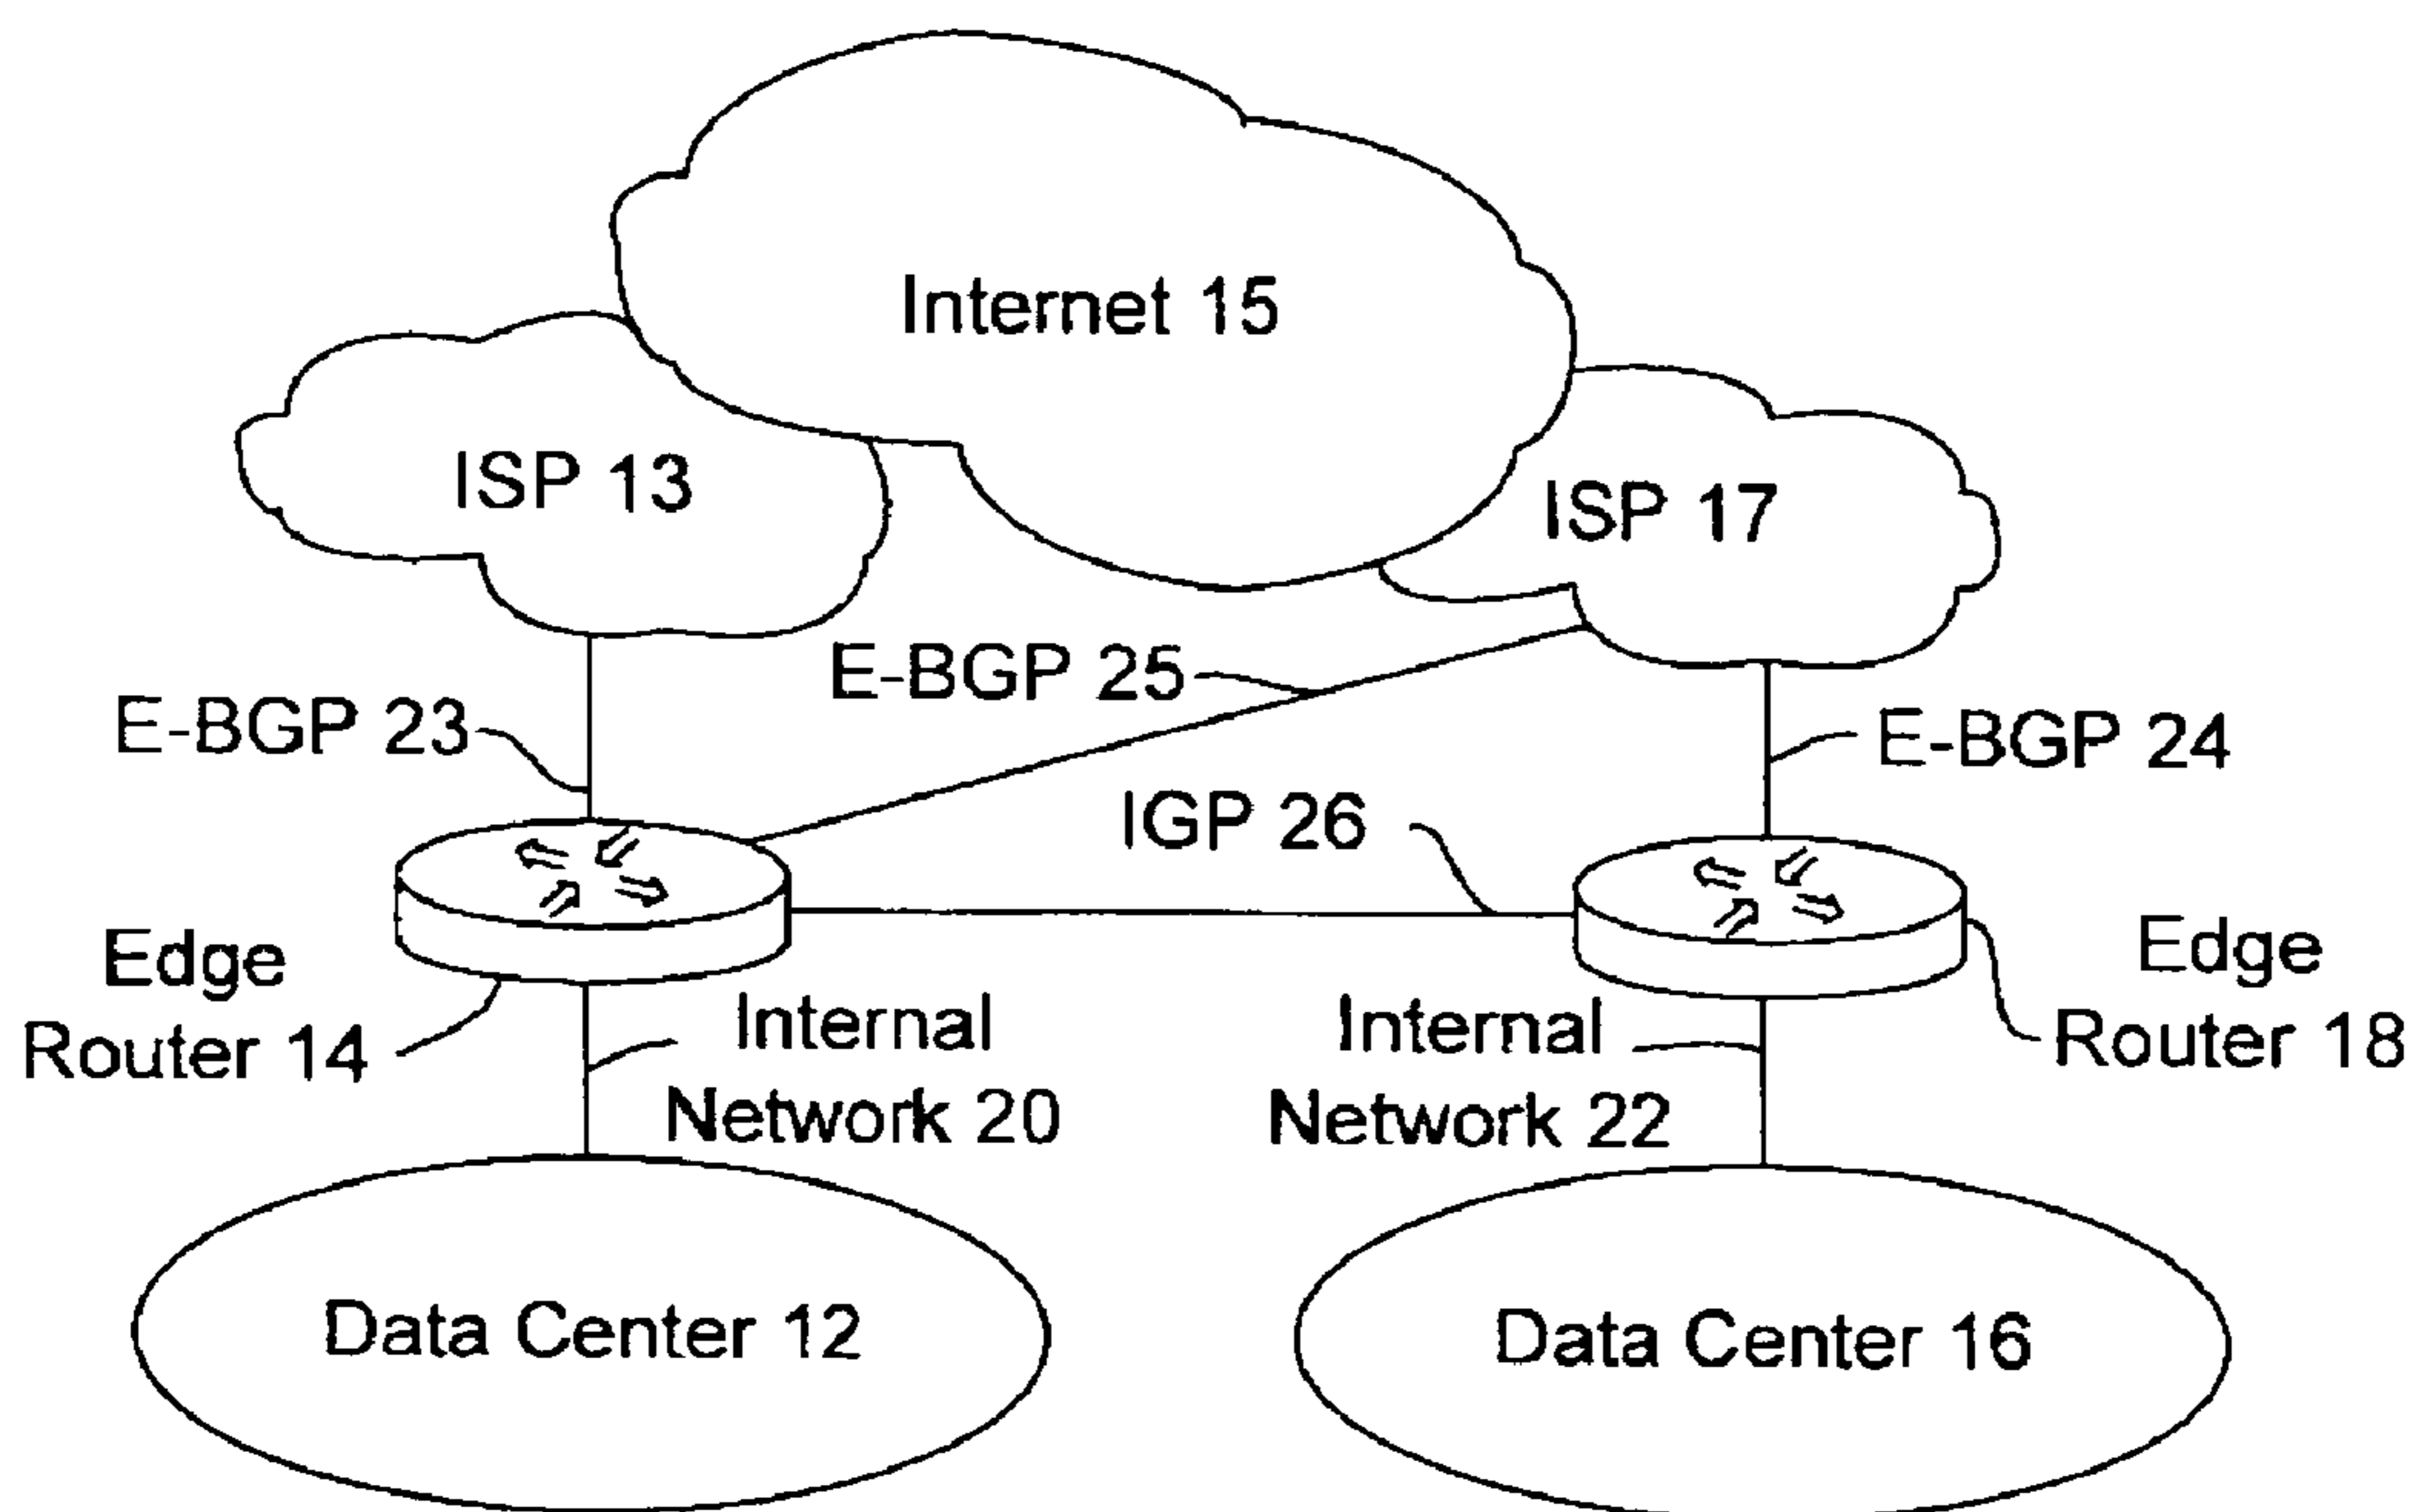 Internet 15
ISP 13
ISP 17
E-BGP 25
E-BGP 23
E-BGP 24
IGP 26
Edge
Router 14
Internal
Network 20
Internal
Network 22
Edge
Router 18
Data Center 12
Data Center 16